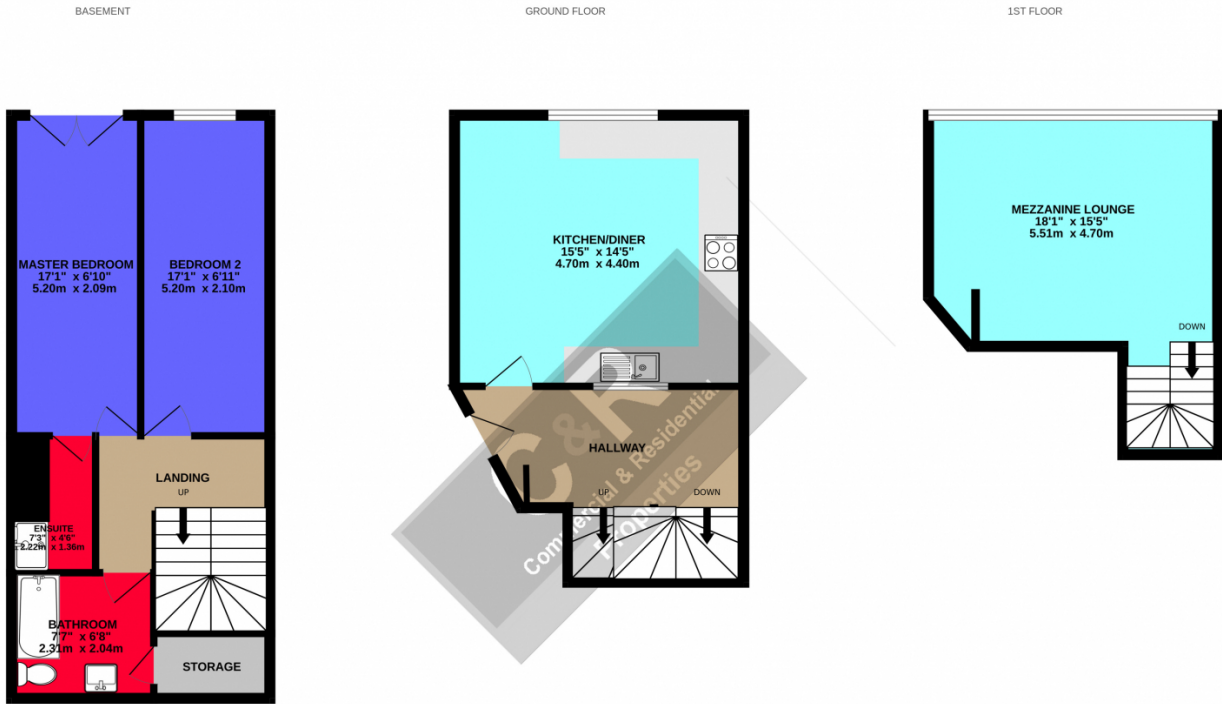 BASEMENT
GROUND FLOOR
1ST FLOOR
MASTER BEDROOM
17'1" x 6'10"
5.20m x 2.09m
BEDROOM 2
17'1" x 6'11"
5.20m x 2.10m
LANDING
UP
ENSUITE
7'3" x 4'6"
2.22m x 1.36m
BATHROOM
7'7" x 6'8"
2.31m x 2.04m
STORAGE
KITCHEN/DINER
15'5" x 14'5"
4.70m x 4.40m
HALLWAY
UP
DOWN
C&R
Commercial & Residential
Properties
MEZZANINE LOUNGE
18'1" x 15'5"
5.51m x 4.70m
DOWN